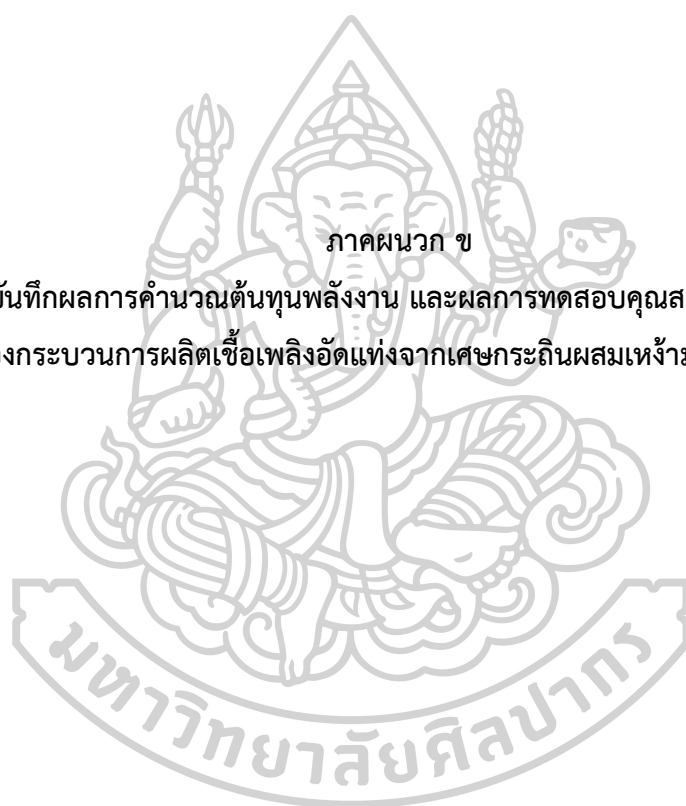 ภาคผนวก ข
บันทึกผลการคำนวณต้นทุนพลังงาน และผลการทดสอบคุณส
งกระบวนการผลิตเชื้อเพลิงอัดแท่งจากเศษกระถินผสมเหง้าม
มหาวิทยาลัยศิลปากร